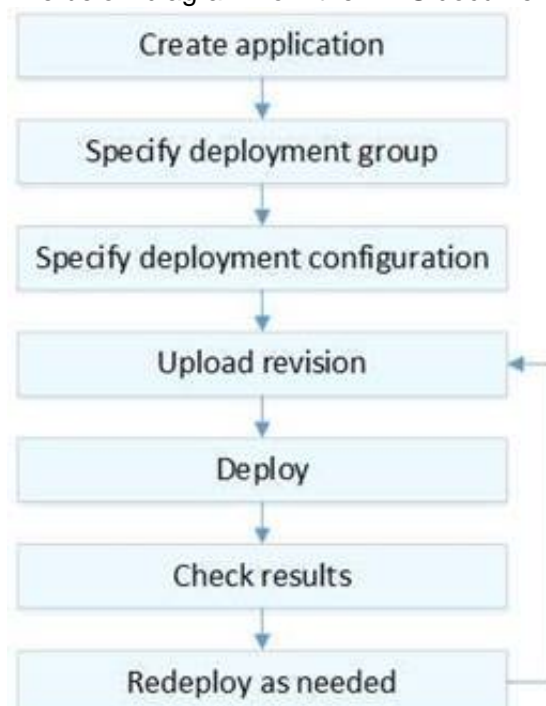 Create application
Specify deployment group
Specify deployment configuration
Upload revision
Deploy
Check results
Redeploy as needed